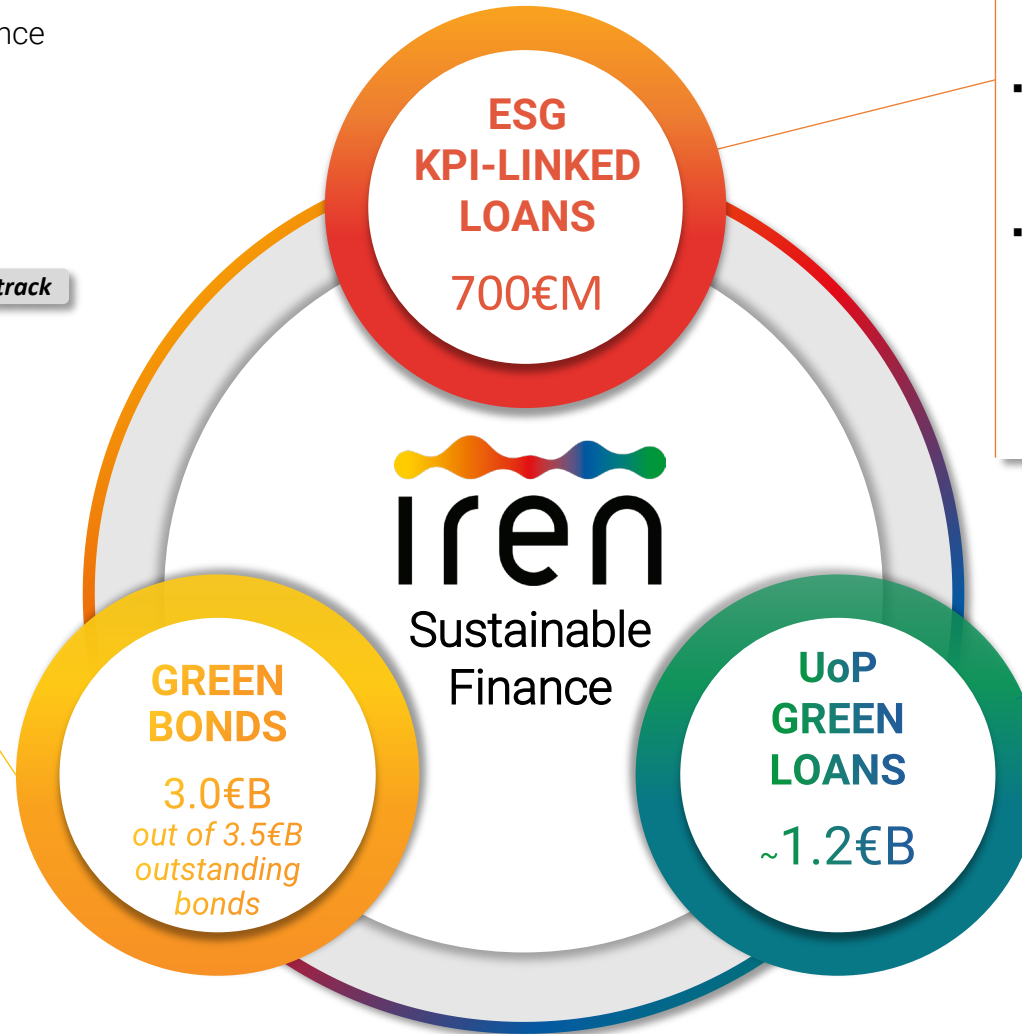 ESG
KPI-LINKED
LOANS
700€M
track
iren
Sustainable
Finance
GREEN
BONDS
3.0€B
out of 3.5€B
outstanding
bonds
UoP
GREEN
LOANS
~1.2€B